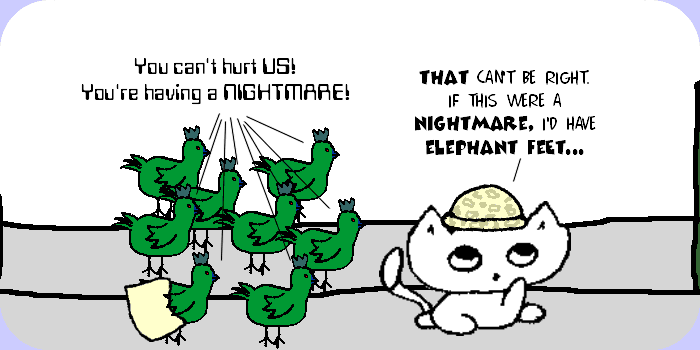 You can't hurt US!
You're having a NIGHTMARE!
THAT CAN'T BE RIGHT.
IF THIS WERE A
NIGHTMARE, I'D HAVE
ELEPHANT FEET...